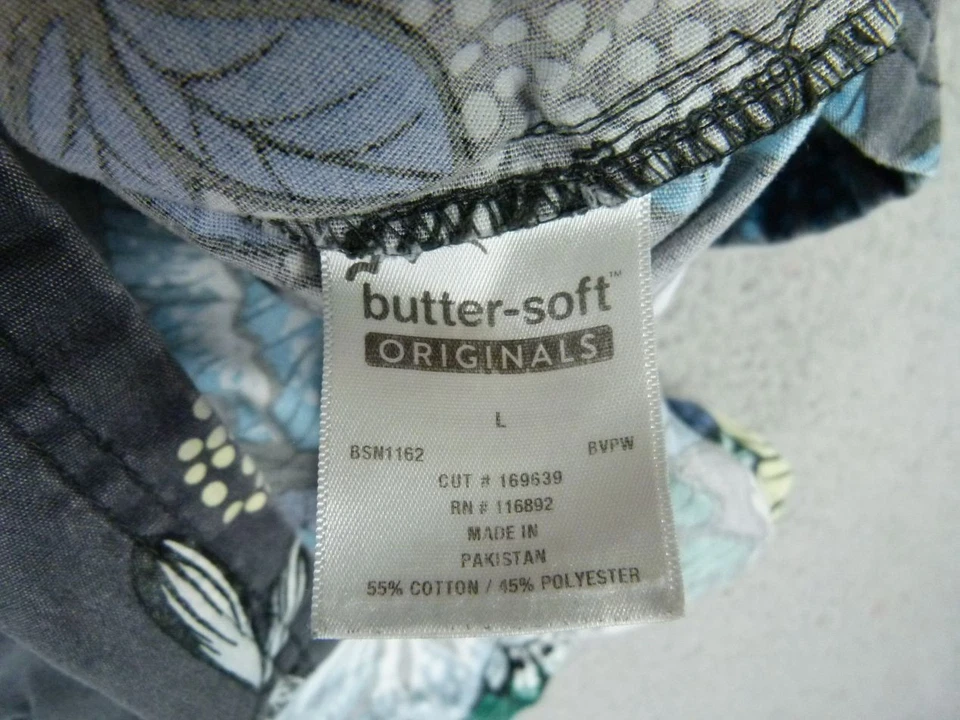 butter-soft™
ORIGINALS
L
BSN1162 BVPW
CUT # 169639
RN # 116892
MADE IN
PAKISTAN
55% COTTON / 45% POLYESTER